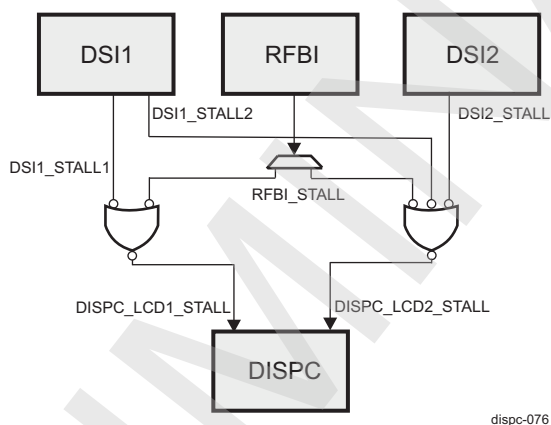 DSI1
RFBI
DSI2
DSI1_STALL2
DSI2_STALL
DSI1_STALL1
RFBI_STALL
DISPC_LCD1_STALL
DISPC_LCD2_STALL
DISPC
dispc-076